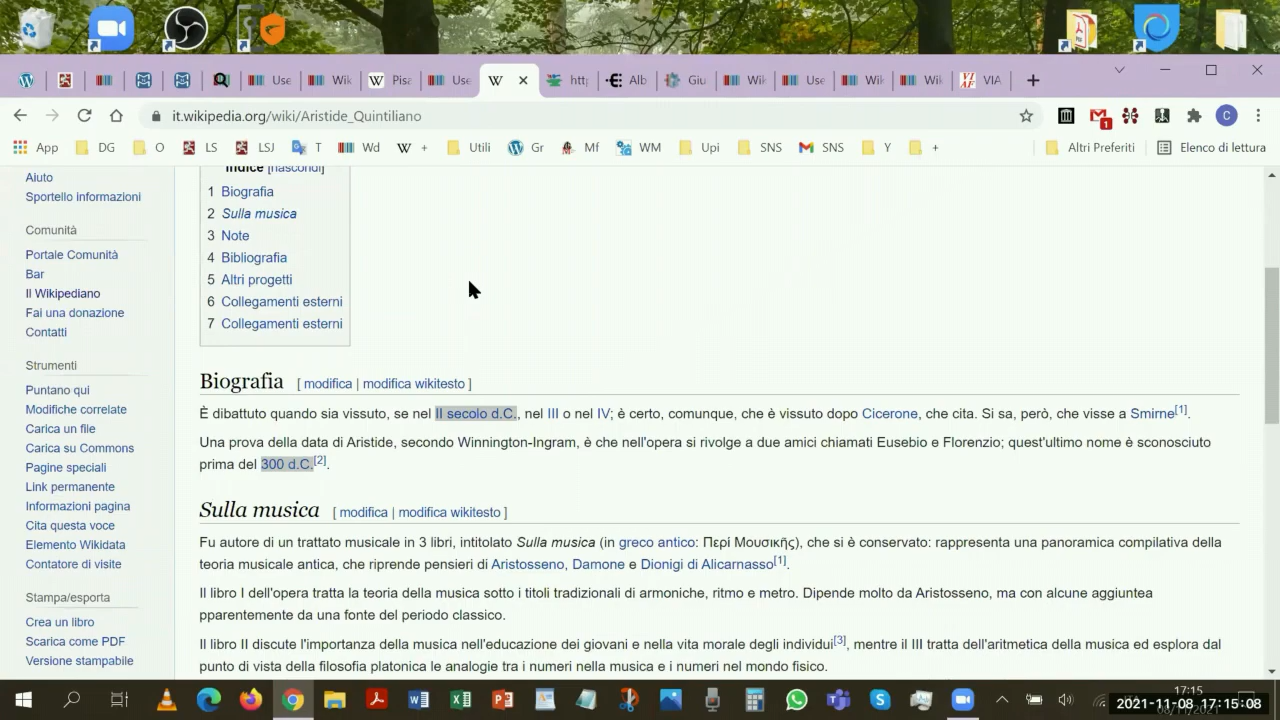 Use
Wik
Pisa
Use
W
http
Alb
Giu
Wik
Use
Wik
Wik
VIA
it.wikipedia.org/wiki/Aristide_Quintiliano
App DG O LS LSJ T Wd W + Utili Gr Mf WM Upi SNS SNS Y + Altri Preferiti Elenco di lettura
Aiuto
Sportello informazioni
Comunità
Portale Comunità
Bar
Il Wikipediano
Fai una donazione
Contatti
Strumenti
Puntano qui
Modifiche correlate
Carica un file
Carica su Commons
Pagine speciali
Link permanente
Informazioni pagina
Cita questa voce
Elemento Wikidata
Contatore di visite
Stampa/esporta
Crea un libro
Scarica come PDF
Versione stampabile
Indice [nascondi]
1 Biografia
2 Sulla musica
3 Note
4 Bibliografia
5 Altri progetti
6 Collegamenti esterni
7 Collegamenti esterni
Biografia [ modifica | modifica wikitesto ]
È dibattuto quando sia vissuto, se nel II secolo d.C., nel III o nel IV; è certo, comunque, che è vissuto dopo Cicerone, che cita. Si sa, però, che visse a Smirne[1].
Una prova della data di Aristide, secondo Winnington-Ingram, è che nell'opera si rivolge a due amici chiamati Eusebio e Florenzio; quest'ultimo nome è sconosciuto
prima del 300 d.C.[2].
Sulla musica [ modifica | modifica wikitesto ]
Fu autore di un trattato musicale in 3 libri, intitolato Sulla musica (in greco antico: Περί Μουσικῆς), che si è conservato: rappresenta una panoramica compilativa della
teoria musicale antica, che riprende pensieri di Aristosseno, Damone e Dionigi di Alicarnasso[1].
Il libro I dell'opera tratta la teoria della musica sotto i titoli tradizionali di armoniche, ritmo e metro. Dipende molto da Aristosseno, ma con alcune aggiuntea
pparentemente da una fonte del periodo classico.
Il libro II discute l'importanza della musica nell'educazione dei giovani e nella vita morale degli individui[3], mentre il III tratta dell'aritmetica della musica ed esplora dal
punto di vista della filosofia platonica le analogie tra i numeri nella musica e i numeri nel mondo fisico.
17:15
2021-11-08 17:15:08